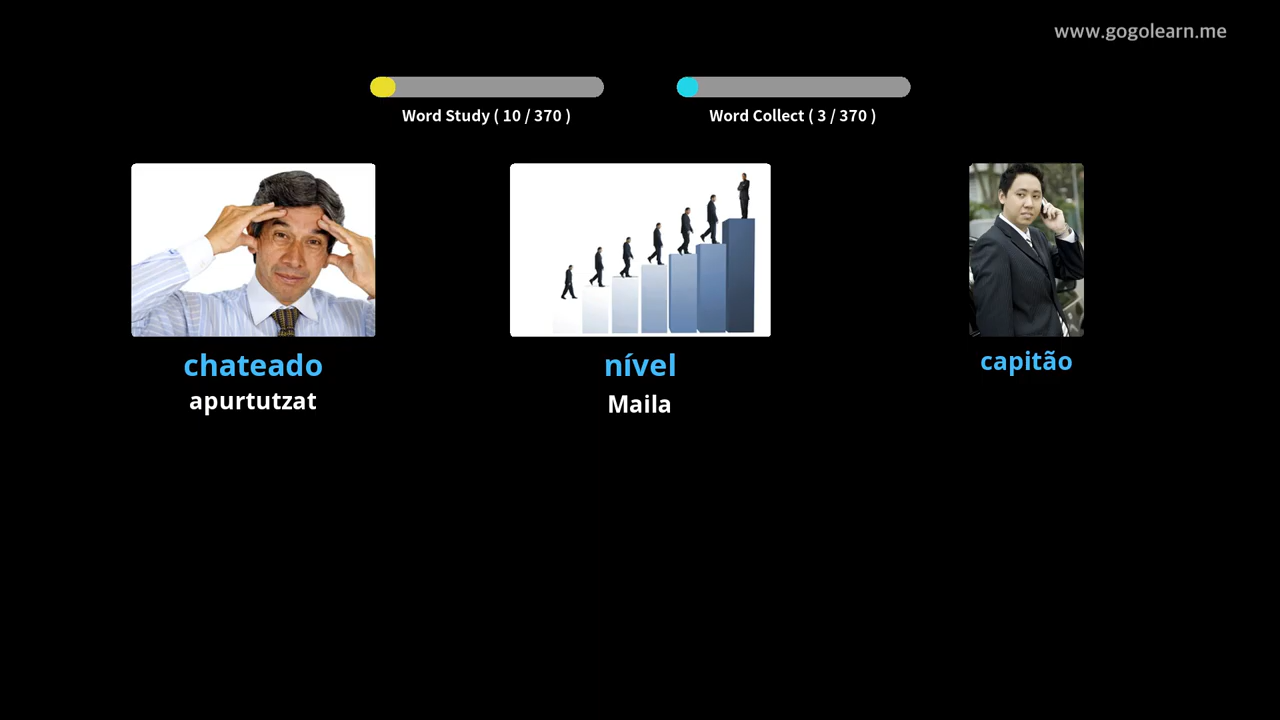 www.gogolearn.me
Word Study ( 10 / 370 )
Word Collect ( 3 / 370 )
chateado
apurtutzat
nível
Maila
capitão